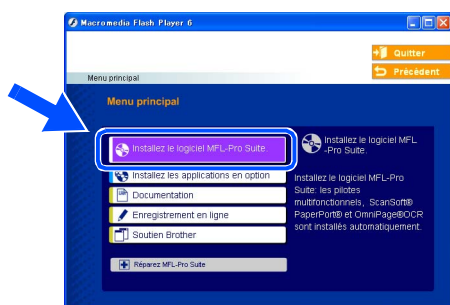 Macromedia Flash Player 6
Quitter
Menu principal
Précédent
Menu principal
Installez le logiciel MFL-Pro Suite.
Installez les applications en option
Documentation
Enregistrement en ligne
Soutien Brother
Réparez MFL-Pro Suite
Installez le logiciel MFL
-Pro Suite.
Installez le logiciel MFL-Pro
Suite: les pilotes
multifonctionnels, ScanSoft®
PaperPort® et OmniPage®OCR
sont installés automatiquement.